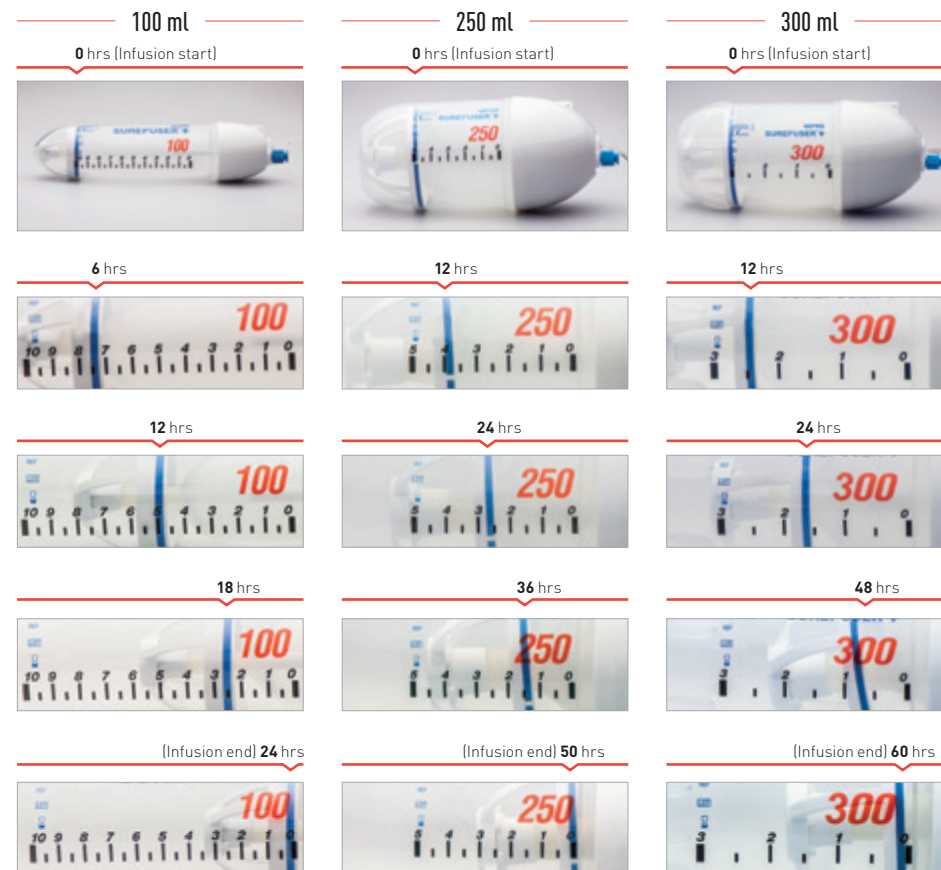 100 ml
250 ml
300 ml
0 hrs (Infusion start)
0 hrs (Infusion start)
0 hrs (Infusion start)
SUREFUSER+
100
SUREFUSER+
250
SUREFUSER+
300
6 hrs
12 hrs
12 hrs
100
10 9 8 7 6 5 4 3 2 1 0
250
5 4 3 2 1 0
300
3 2 1 0
12 hrs
24 hrs
24 hrs
100
10 9 8 7 6 5 4 3 2 1 0
250
5 4 3 2 1 0
300
3 2 1 0
18 hrs
36 hrs
48 hrs
100
10 9 8 7 6 5 4 3 2 1 0
250
5 4 3 2 1 0
300
3 2 1 0
(Infusion end) 24 hrs
(Infusion end) 50 hrs
(Infusion end) 60 hrs
100
10 9 8 7 6 5 4 3 2 1 0
250
5 4 3 2 1 0
300
3 2 1 0